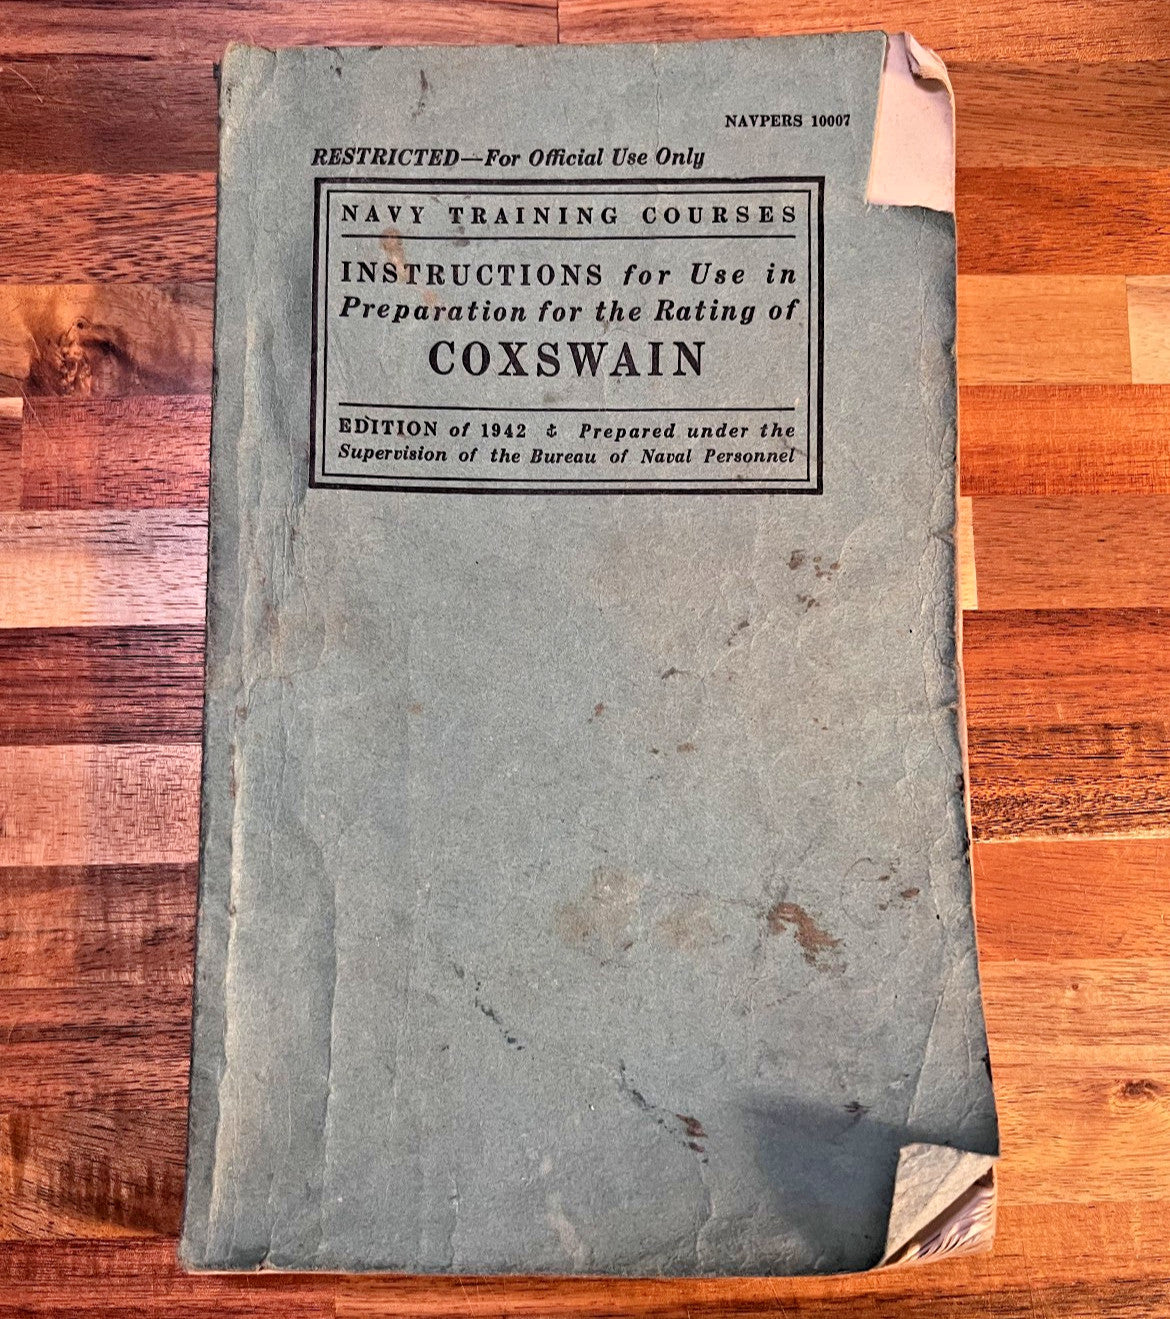 NAVPERS 10007
RESTRICTED—For Official Use Only
NAVY TRAINING COURSES
INSTRUCTIONS for Use in
Preparation for the Rating of
COXSWAIN
EDITION of 1942 ⚓ Prepared under the
Supervision of the Bureau of Naval Personnel